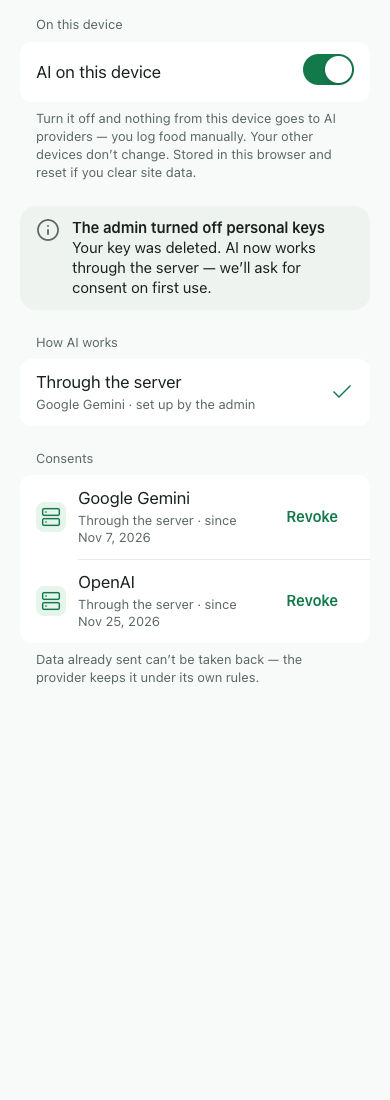 On this device
AI on this device
Turn it off and nothing from this device goes to AI
providers — you log food manually. Your other
devices don’t change. Stored in this browser and
reset if you clear site data.
The admin turned off personal keys
Your key was deleted. AI now works
through the server — we’ll ask for
consent on first use.
How AI works
Through the server
Google Gemini · set up by the admin
Consents
Google Gemini
Through the server · since
Nov 7, 2026
Revoke
OpenAI
Through the server · since
Nov 25, 2026
Revoke
Data already sent can’t be taken back — the
provider keeps it under its own rules.